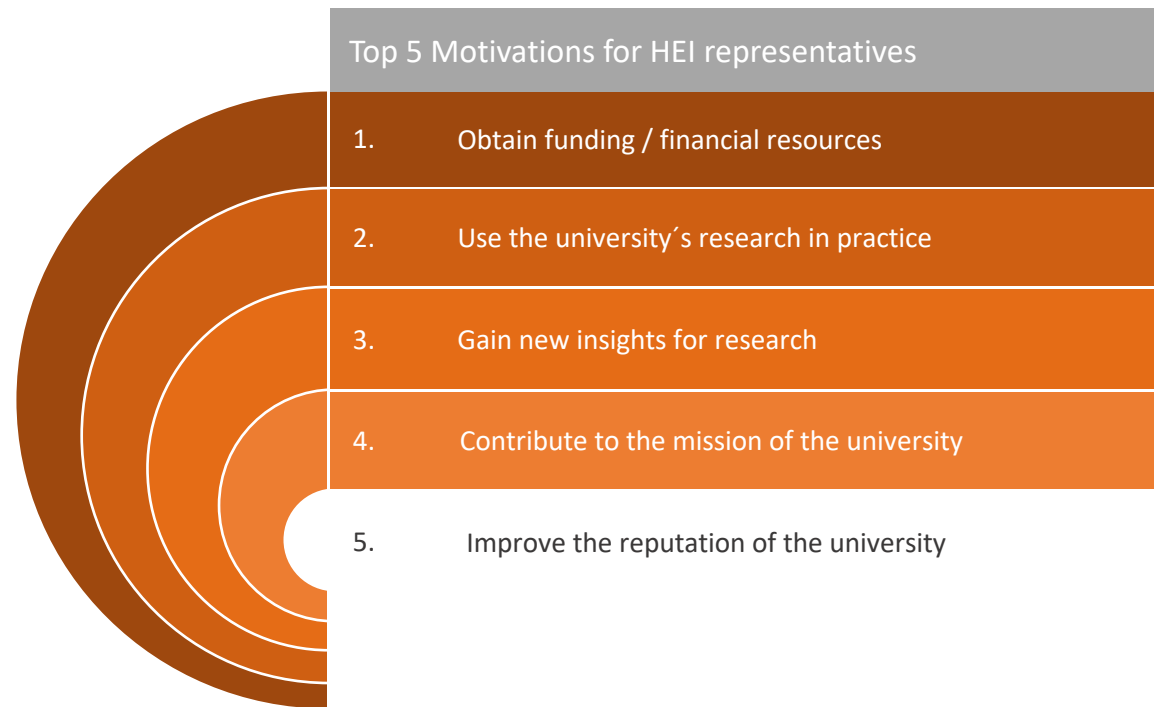 Top 5 Motivations for HEI representatives
1. Obtain funding / financial resources
2. Use the university´s research in practice
3. Gain new insights for research
4. Contribute to the mission of the university
5. Improve the reputation of the university